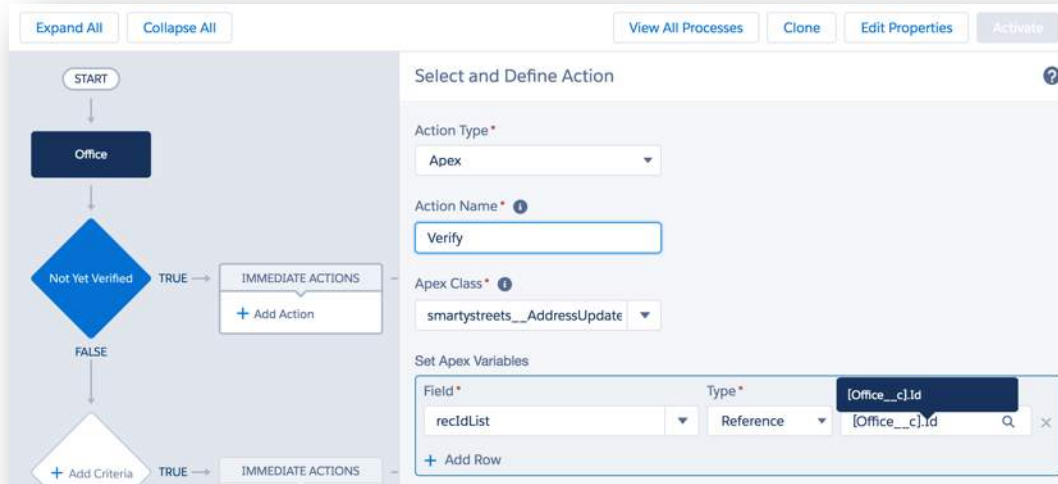 Expand All
Collapse All
View All Processes
Clone
Edit Properties
Activate
START
Office
Not Yet Verified
TRUE
IMMEDIATE ACTIONS
+ Add Action
FALSE
+ Add Criteria
TRUE
IMMEDIATE ACTIONS
Select and Define Action
?
Action Type*
Apex
Action Name* i
Verify
Apex Class* i
smartystreets__AddressUpdate
Set Apex Variables
Field*
Type*
[Office__c].Id
recIdList
Reference
[Office__c].Id
+ Add Row